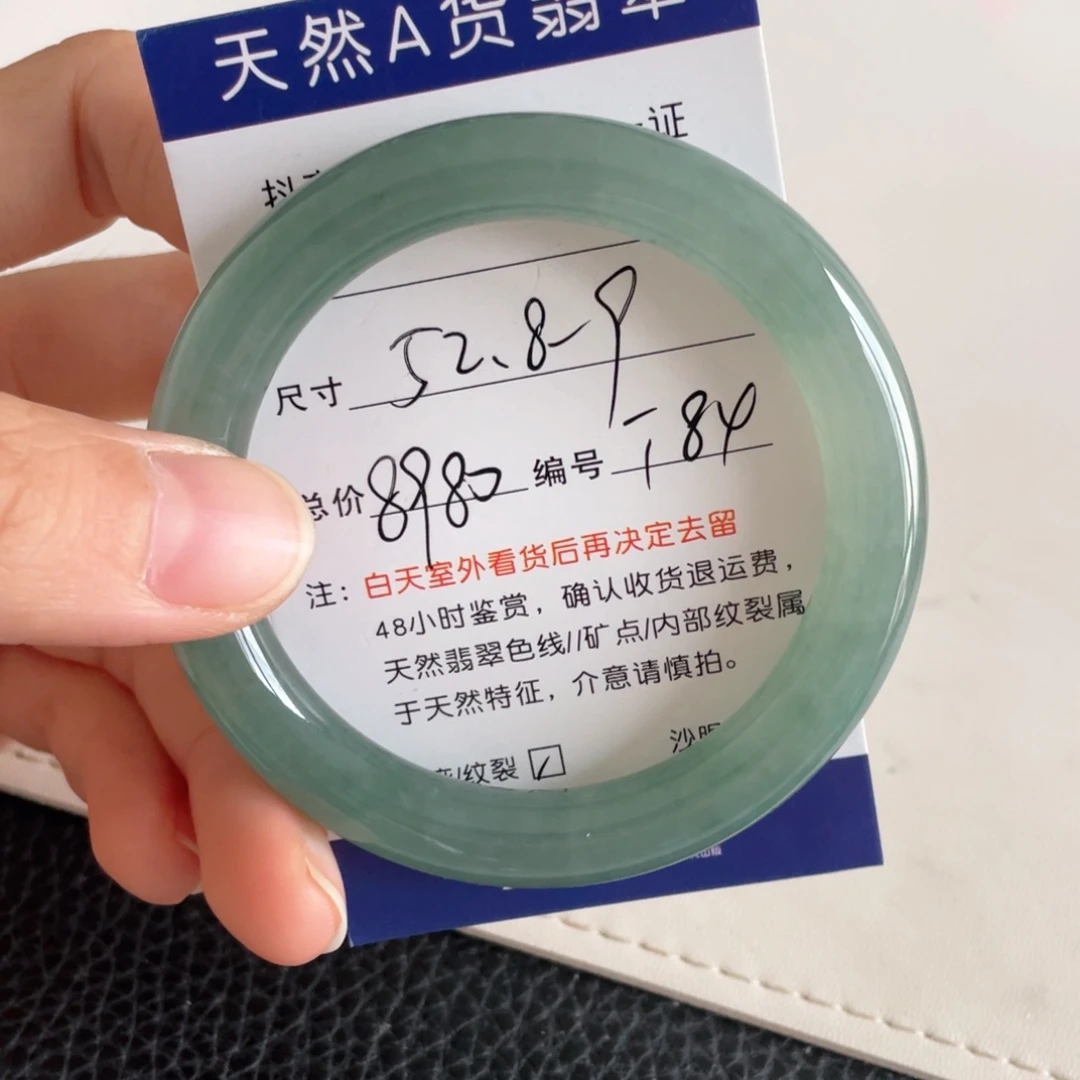 天然A货翡翠
证
尺寸 52.8-9
总价 8980 编号 T84
注：白天室外看货后再决定去留
48小时鉴赏，确认收货退运费，
天然翡翠色线//矿点/内部纹裂属
于天然特征，介意请慎拍。
/纹裂 ☑